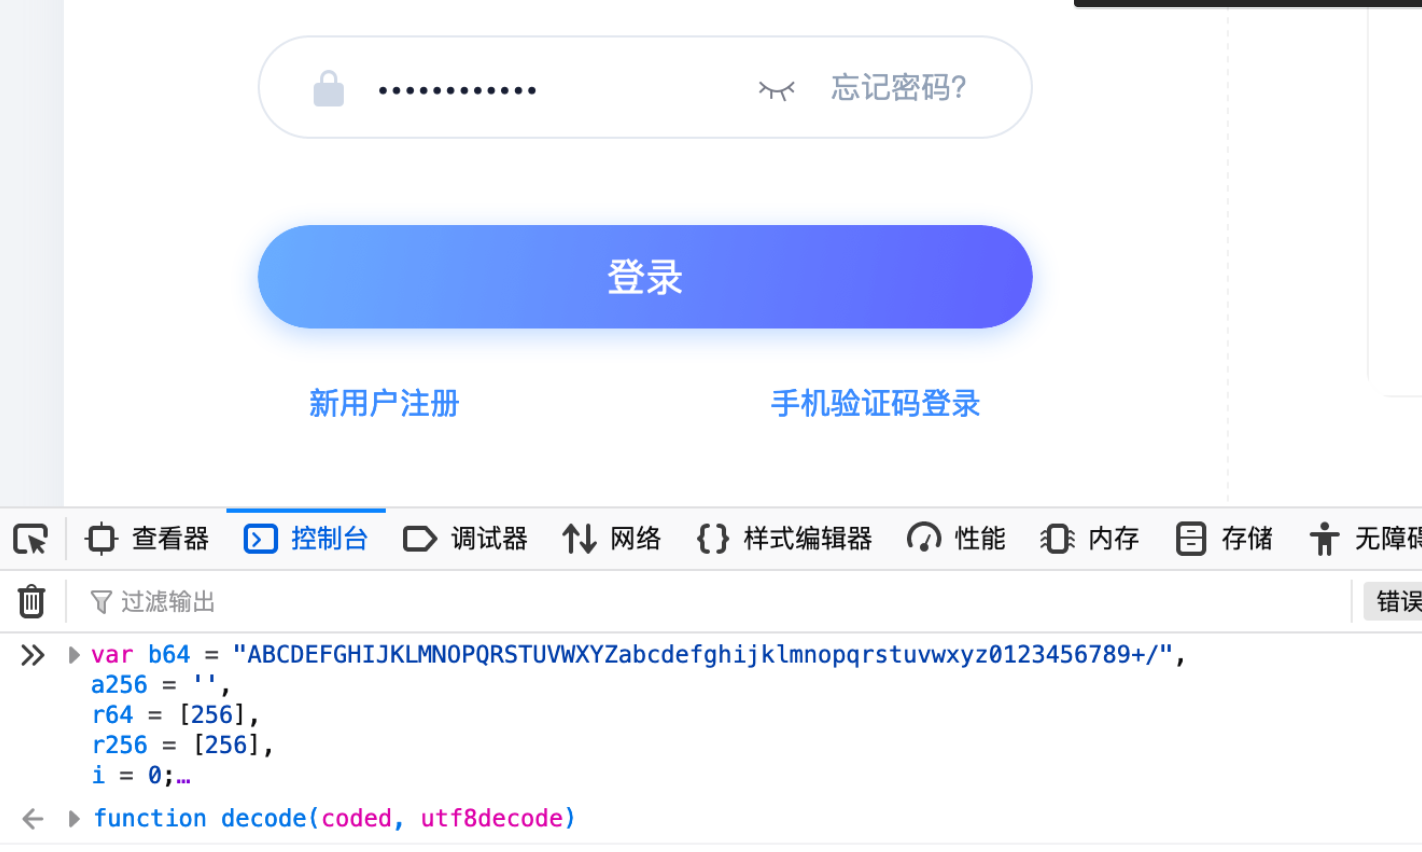 •••••••••••• 忘记密码?
登录
新用户注册 手机验证码登录
查看器 控制台 调试器 网络 样式编辑器 性能 内存 存储 无障
过滤输出 错误
var b64 = "ABCDEFGHIJKLMNOPQRSTUVWXYZabcdefghijklmnopqrstuvwxyz0123456789+/",
a256 = '',
r64 = [256],
r256 = [256],
i = 0;…
function decode(coded, utf8decode)